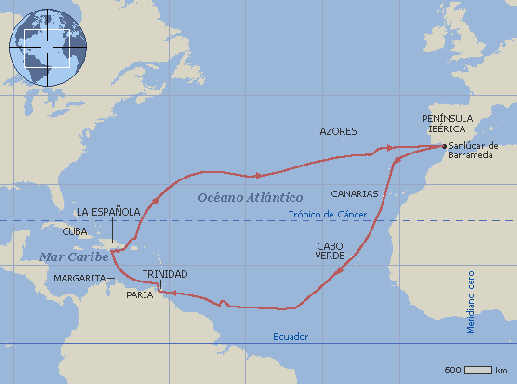 AZORES
PENÍNSULA
IBÉRICA
Sanlúcar de
Barrameda
CANARIAS
Océano Atlántico
LA ESPAÑOLA
Trópico de Cáncer
CUBA
CABO
VERDE
Mar Caribe
TRINIDAD
MARGARITA
PARIA
Meridiano cero
Ecuador
600 km